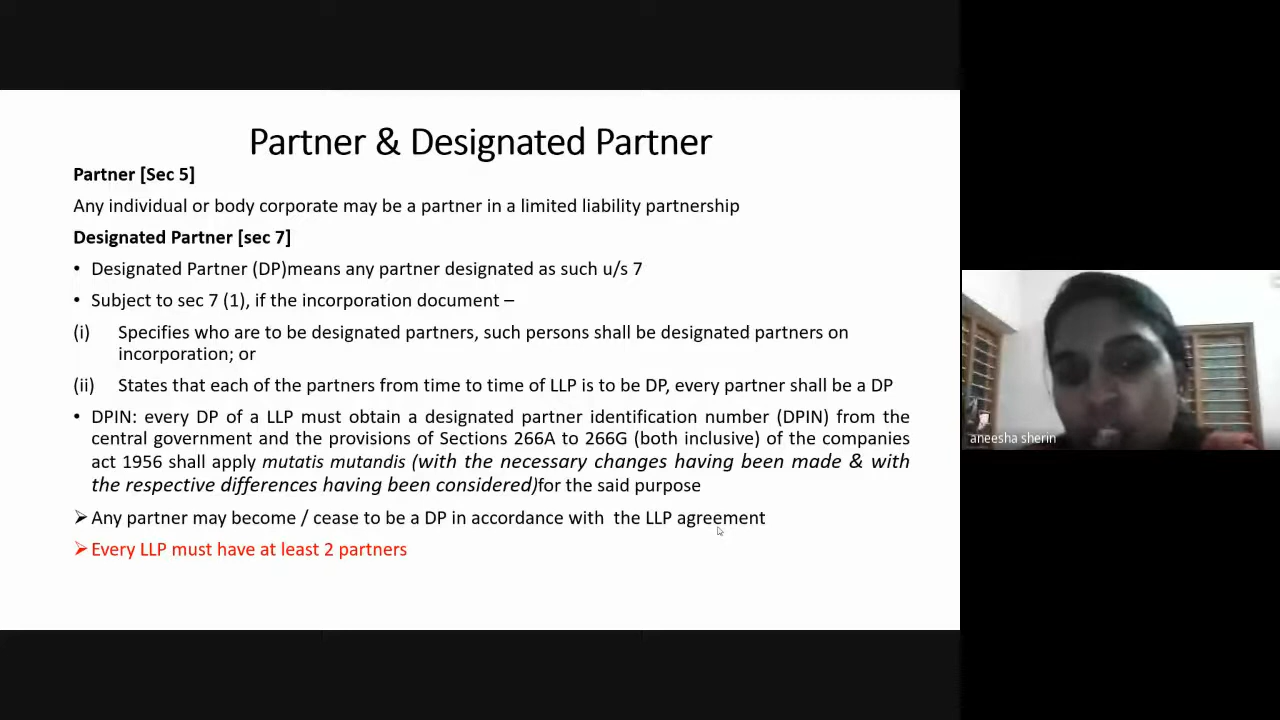 Partner & Designated Partner
Partner [Sec 5]
Any individual or body corporate may be a partner in a limited liability partnership
Designated Partner [sec 7]
• Designated Partner (DP)means any partner designated as such u/s 7
• Subject to sec 7 (1), if the incorporation document –
(i) Specifies who are to be designated partners, such persons shall be designated partners on
incorporation; or
(ii) States that each of the partners from time to time of LLP is to be DP, every partner shall be a DP
• DPIN: every DP of a LLP must obtain a designated partner identification number (DPIN) from the
central government and the provisions of Sections 266A to 266G (both inclusive) of the companies
act 1956 shall apply mutatis mutandis (with the necessary changes having been made & with
the respective differences having been considered)for the said purpose
➢ Any partner may become / cease to be a DP in accordance with the LLP agreement
➢ Every LLP must have at least 2 partners
aneesha sherin